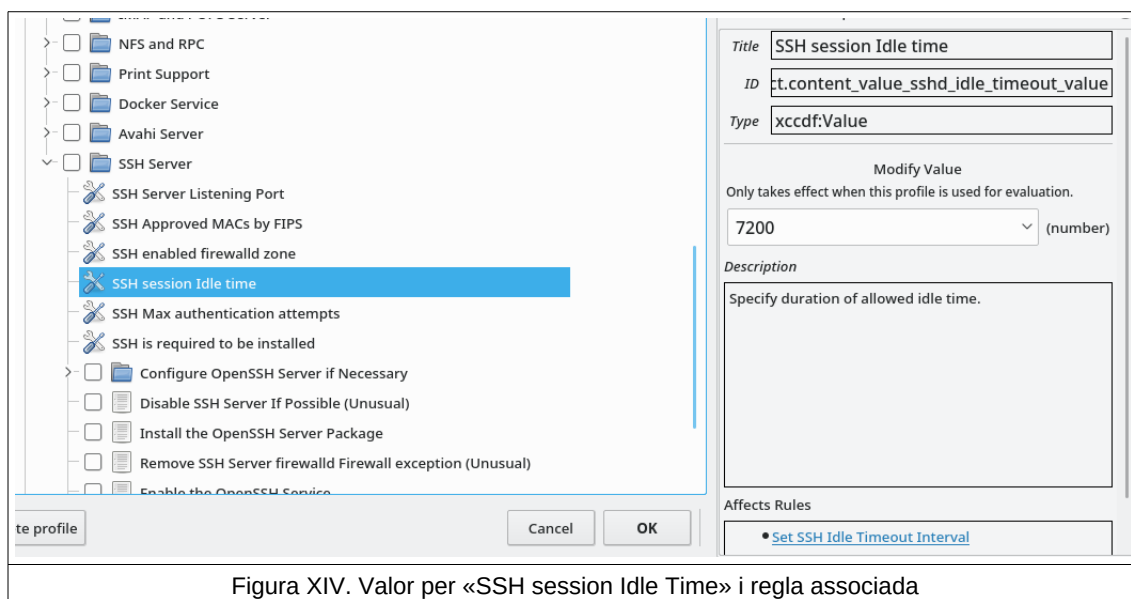 NFS and RPC
Print Support
Docker Service
Avahi Server
SSH Server
SSH Server Listening Port
SSH Approved MACs by FIPS
SSH enabled firewalld zone
SSH session Idle time
SSH Max authentication attempts
SSH is required to be installed
Configure OpenSSH Server if Necessary
Disable SSH Server If Possible (Unusual)
Install the OpenSSH Server Package
Remove SSH Server firewalld Firewall exception (Unusual)
Enable the OpenSSH Service
te profile
Cancel
OK
Title SSH session Idle time
ID ct.content_value_sshd_idle_timeout_value
Type xccdf:Value
Modify Value
Only takes effect when this profile is used for evaluation.
7200 (number)
Description
Specify duration of allowed idle time.
Affects Rules
• Set SSH Idle Timeout Interval
Figura XIV. Valor per «SSH session Idle Time» i regla associada